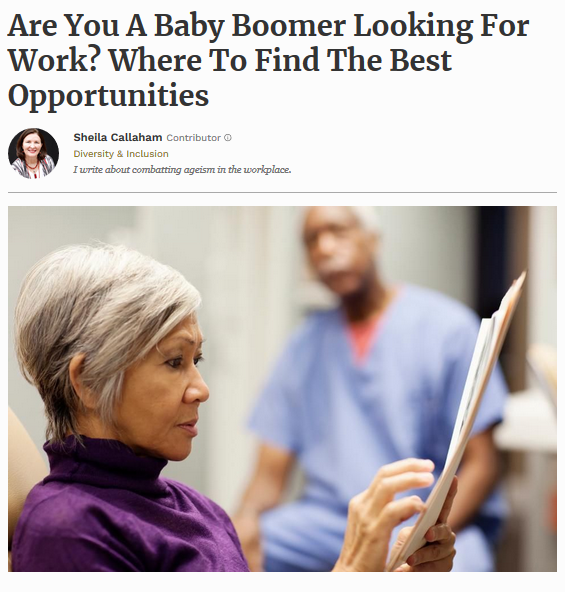 Are You A Baby Boomer Looking For
Work? Where To Find The Best
Opportunities
Sheila Callaham Contributor ⓘ
Diversity & Inclusion
I write about combatting ageism in the workplace.